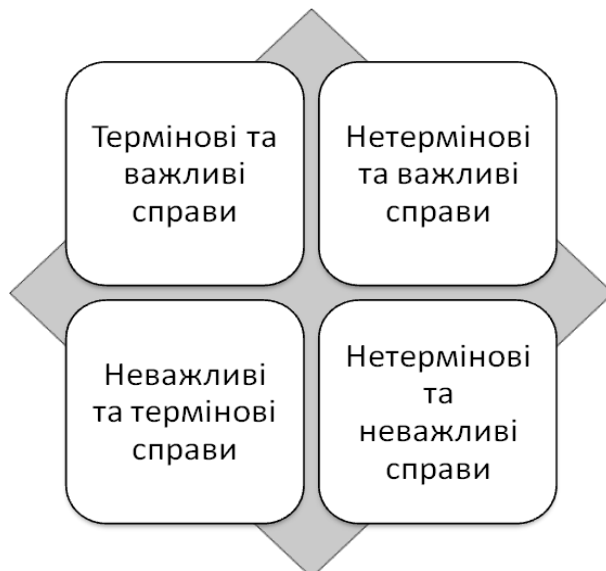 Термінові та
важливі
справи
Нетермінові
та важливі
справи
Неважливі
та термінові
справи
Нетермінові
та
неважливі
справи